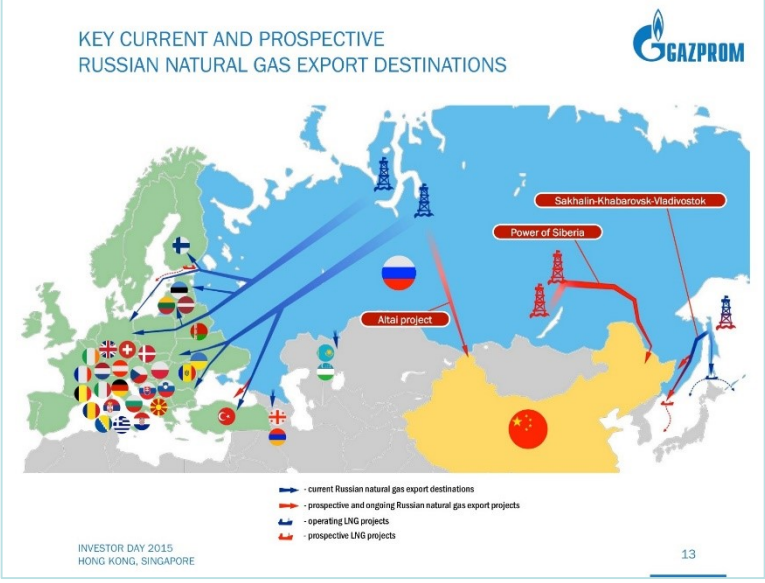 KEY CURRENT AND PROSPECTIVE
RUSSIAN NATURAL GAS EXPORT DESTINATIONS
GAZPROM
Sakhalin-Khabarovsk-Vladivostok
Power of Siberia
Altai project
- current Russian natural gas export destinations
- prospective and ongoing Russian natural gas export projects
- operating LNG projects
- prospective LNG projects
INVESTOR DAY 2015
HONG KONG, SINGAPORE
13